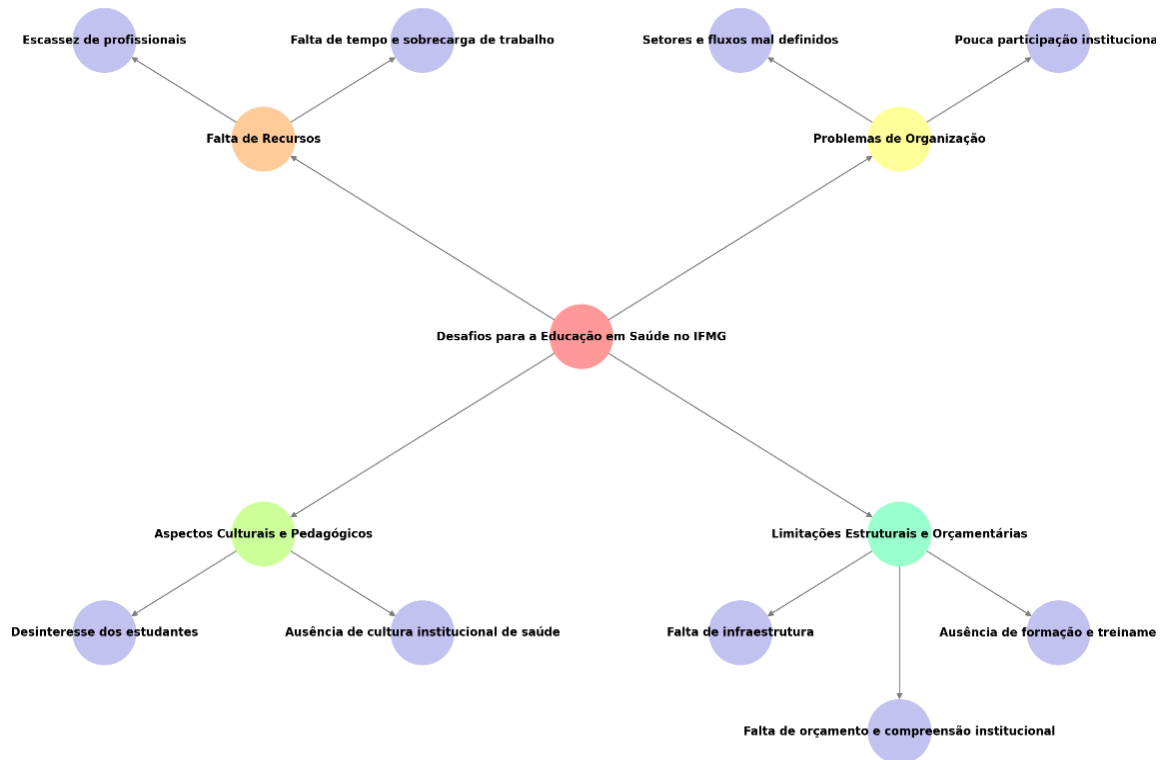 Escassez de profissionais
Falta de tempo e sobrecarga de trabalho
Setores e fluxos mal definidos
Pouca participação instituciona
Falta de Recursos
Problemas de Organização
Desafios para a Educação em Saúde no IFMG
Aspectos Culturais e Pedagógicos
Limitações Estruturais e Orçamentárias
Desinteresse dos estudantes
Ausência de cultura institucional de saúde
Falta de infraestrutura
Ausência de formação e treiname
Falta de orçamento e compreensão institucional